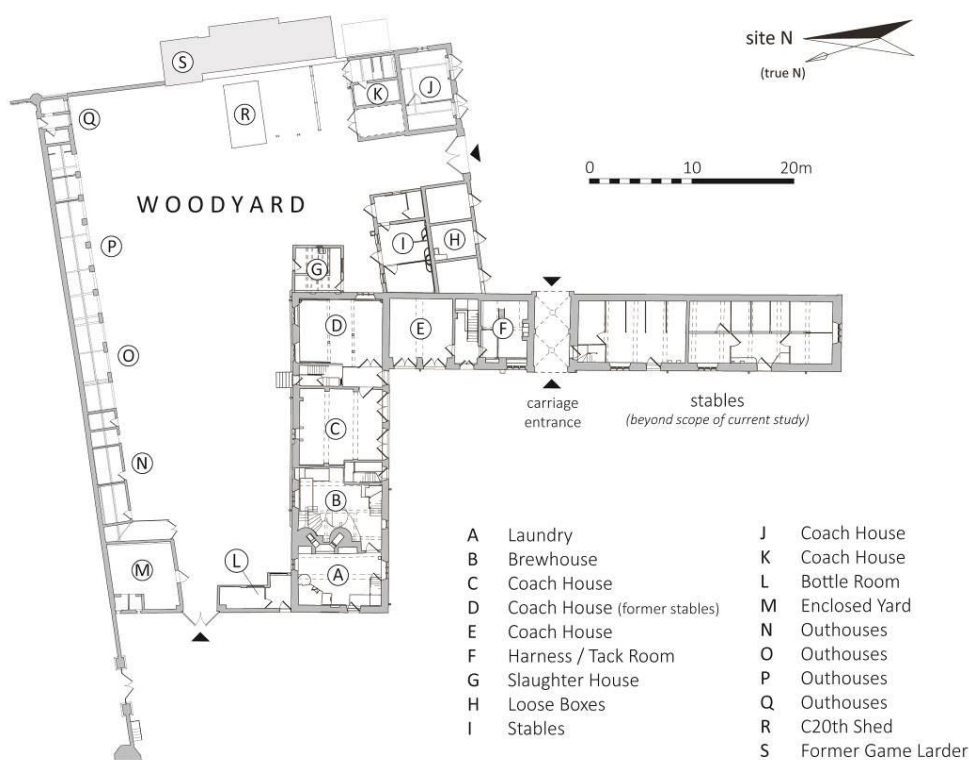 site N
(true N)
0 10 20m
WOODYARD
S
Q
R
K
J
P
I
H
G
O
D
E
F
carriage
entrance
stables
(beyond scope of current study)
C
N
B
M
L
A
A Laundry
B Brewhouse
C Coach House
D Coach House (former stables)
E Coach House
F Harness / Tack Room
G Slaughter House
H Loose Boxes
I Stables
J Coach House
K Coach House
L Bottle Room
M Enclosed Yard
N Outhouses
O Outhouses
P Outhouses
Q Outhouses
R C20th Shed
S Former Game Larder